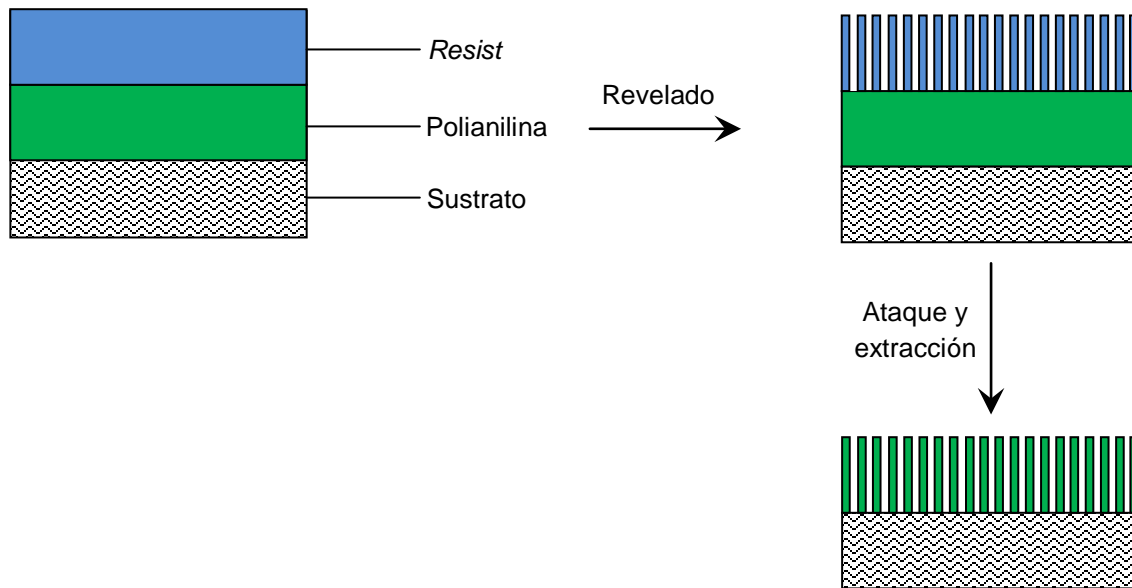 Resist
Polianilina
Sustrato
Revelado
Ataque y
extracción